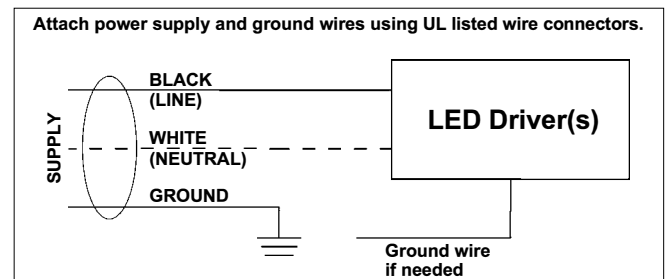 Attach power supply and ground wires using UL listed wire connectors.
SUPPLY
BLACK
(LINE)
WHITE
(NEUTRAL)
GROUND
LED Driver(s)
Ground wire
if needed